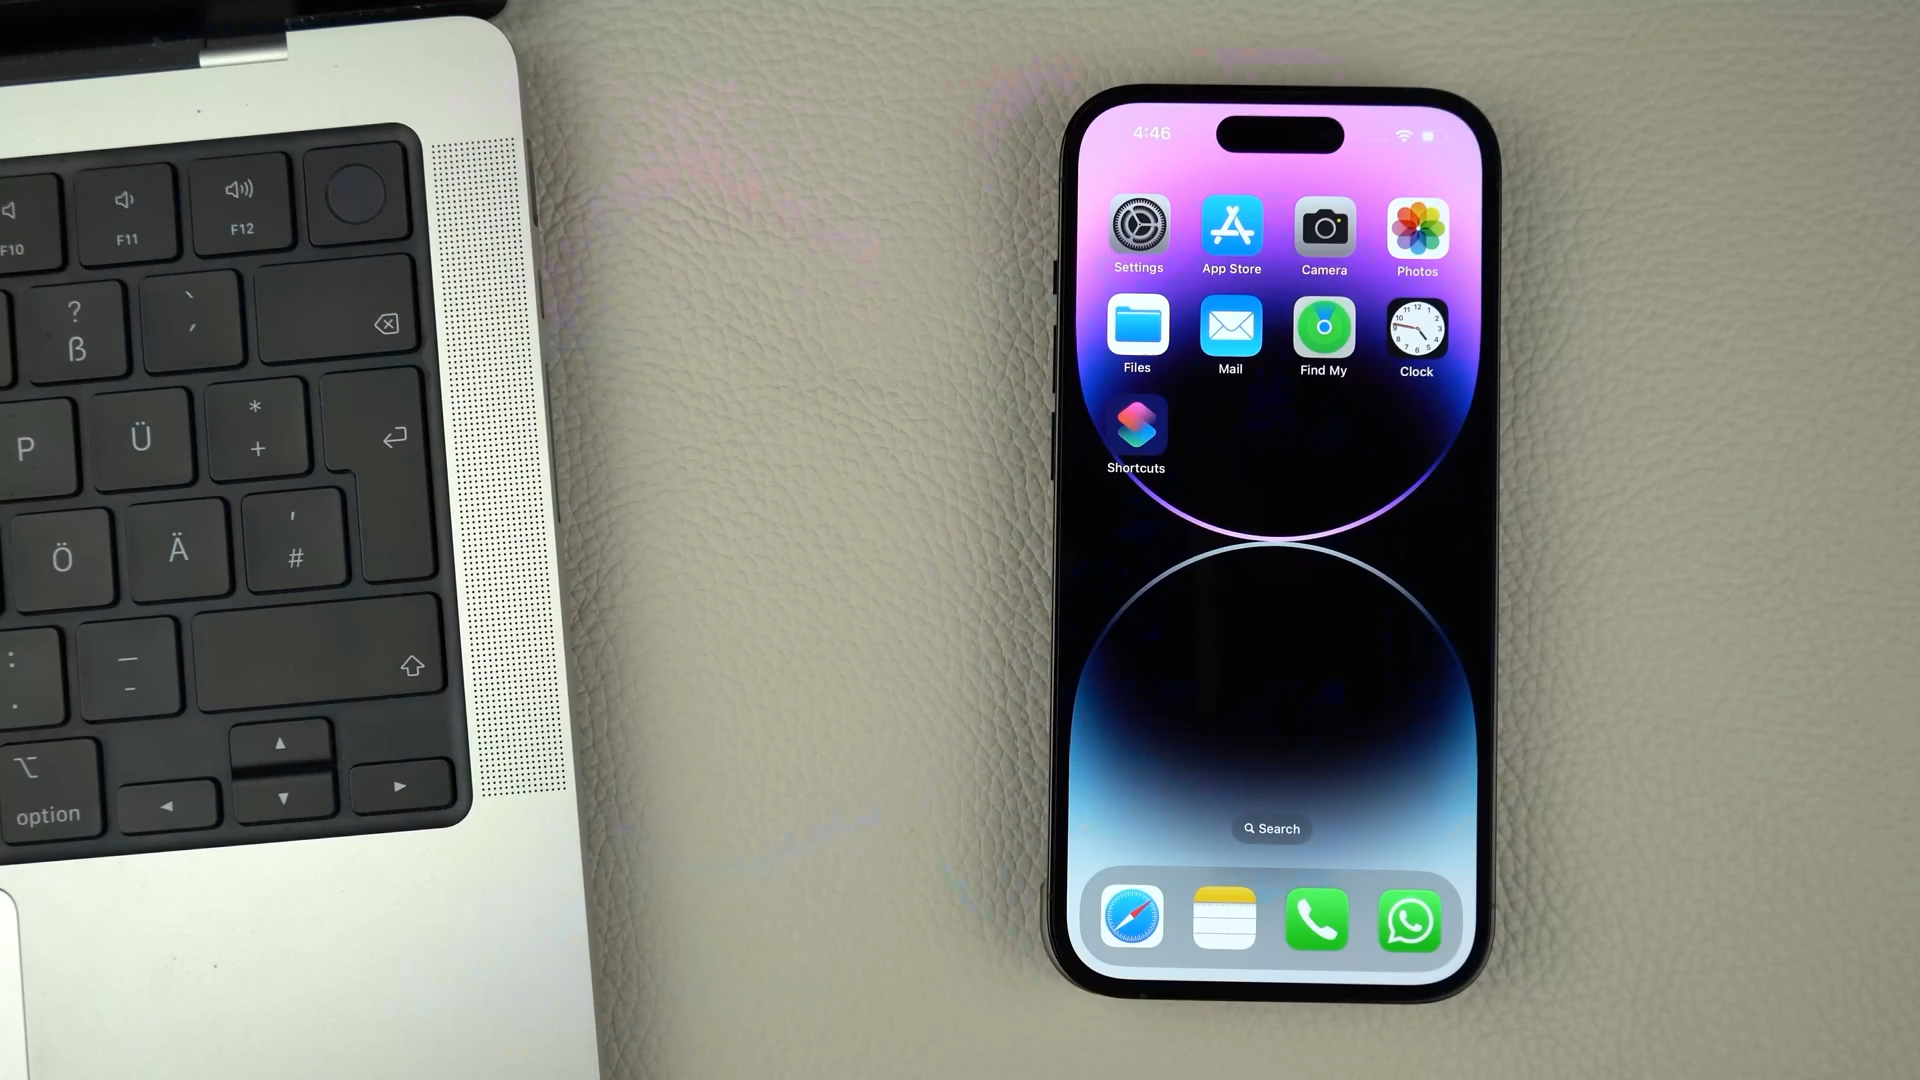 F10
F11
F12
?
ß
`
´
P
Ü
*
+
Ö
Ä
'
#
:
.
_
-
option
4:46
Settings
App Store
Camera
Photos
Files
Mail
Find My
Clock
Shortcuts
Search